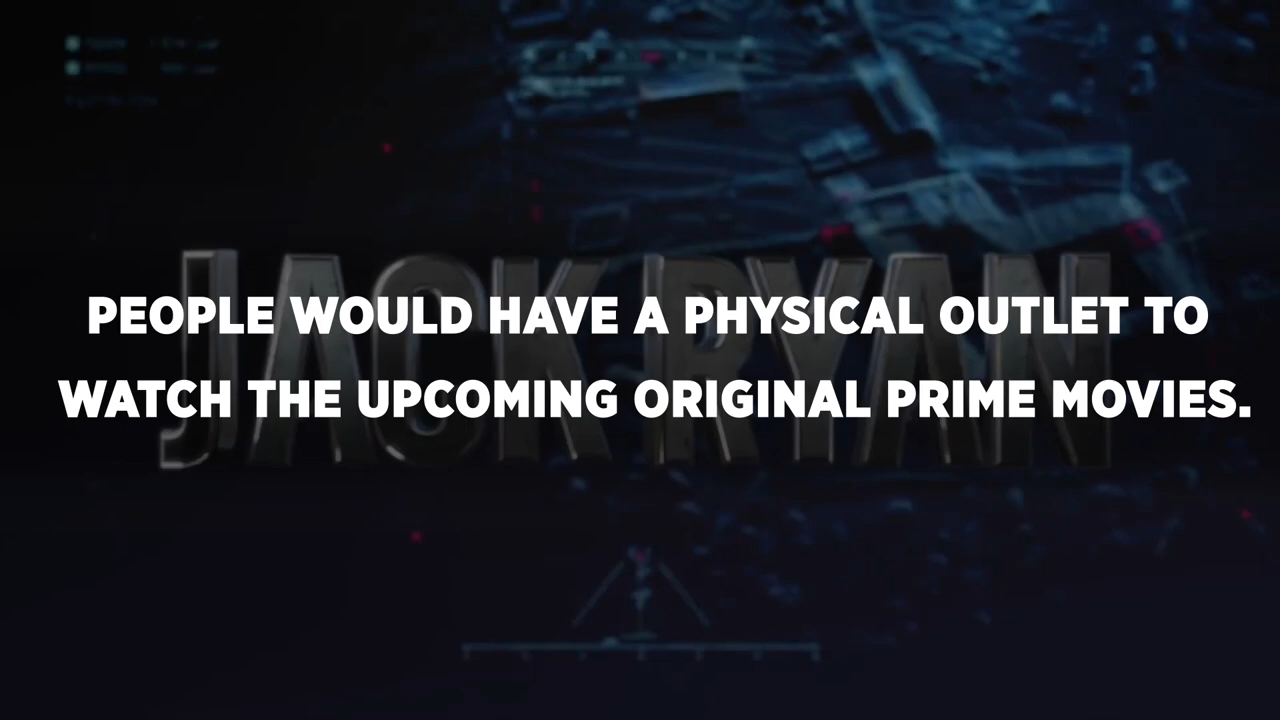 JACK RYAN
PEOPLE WOULD HAVE A PHYSICAL OUTLET TO
WATCH THE UPCOMING ORIGINAL PRIME MOVIES.